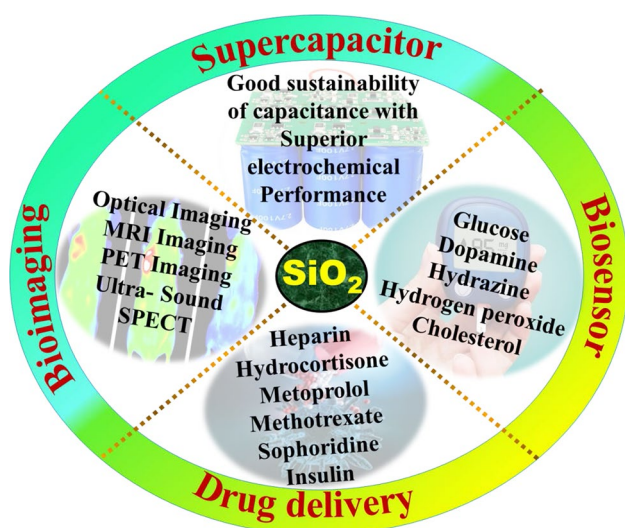 Supercapacitor
Good sustainability
of capacitance with
Superior
electrochemical
Performance
Bioimaging
Optical Imaging
MRI Imaging
PET Imaging
Ultra- Sound
SPECT
SiO₂
Biosensor
Glucose
Dopamine
Hydrazine
Hydrogen peroxide
Cholesterol
Heparin
Hydrocortisone
Metoprolol
Methotrexate
Sophoridine
Insulin
Drug delivery